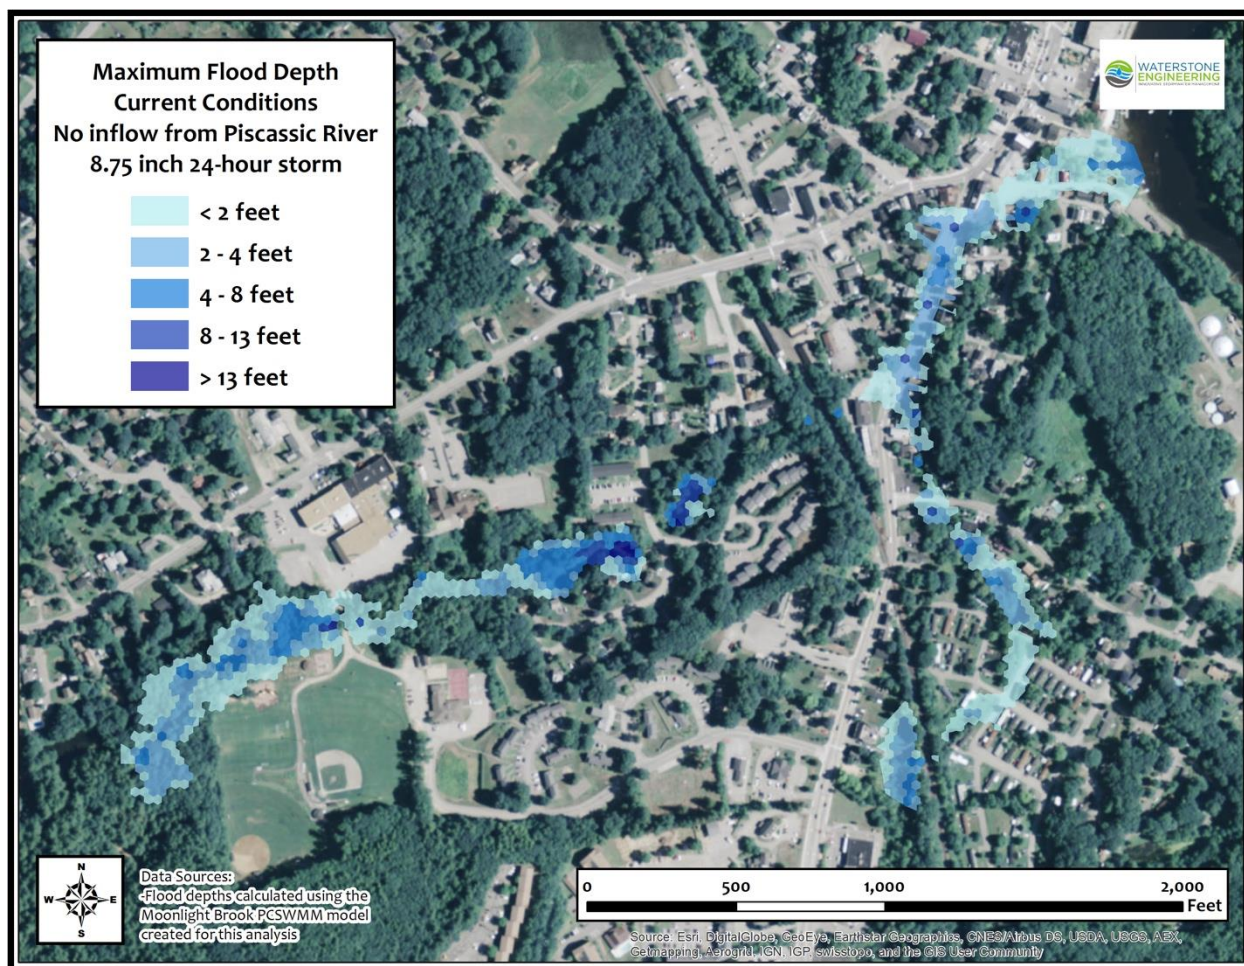 Maximum Flood Depth
Current Conditions
No inflow from Piscassic River
8.75 inch 24-hour storm
< 2 feet
2 - 4 feet
4 - 8 feet
8 - 13 feet
> 13 feet
WATERSTONE
ENGINEERING
N
W E
S
Data Sources:
-Flood depths calculated using the
Moonlight Brook PCSWMM model
created for this analysis
0 500 1,000 2,000
Feet
Source: Esri, DigitalGlobe, GeoEye, Earthstar Geographics, CNES/Airbus DS, USDA, USGS, AEX,
Getmapping, Aerogrid, IGN, IGP, swisstopo, and the GIS User Community